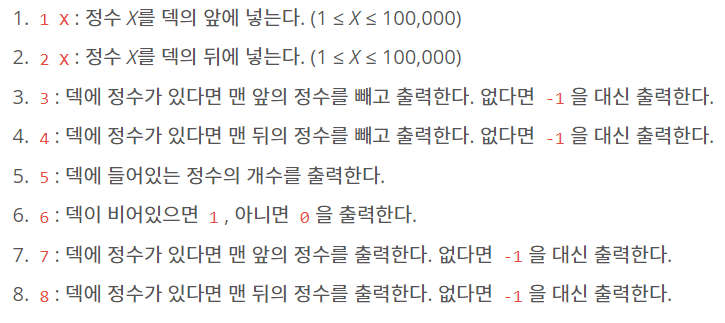 1. 1 X : 정수 X를 덱의 앞에 넣는다. (1 ≤ X ≤ 100,000)
2. 2 X : 정수 X를 덱의 뒤에 넣는다. (1 ≤ X ≤ 100,000)
3. 3 : 덱에 정수가 있다면 맨 앞의 정수를 빼고 출력한다. 없다면 -1 을 대신 출력한다.
4. 4 : 덱에 정수가 있다면 맨 뒤의 정수를 빼고 출력한다. 없다면 -1 을 대신 출력한다.
5. 5 : 덱에 들어있는 정수의 개수를 출력한다.
6. 6 : 덱이 비어있으면 1 , 아니면 0 을 출력한다.
7. 7 : 덱에 정수가 있다면 맨 앞의 정수를 출력한다. 없다면 -1 을 대신 출력한다.
8. 8 : 덱에 정수가 있다면 맨 뒤의 정수를 출력한다. 없다면 -1 을 대신 출력한다.